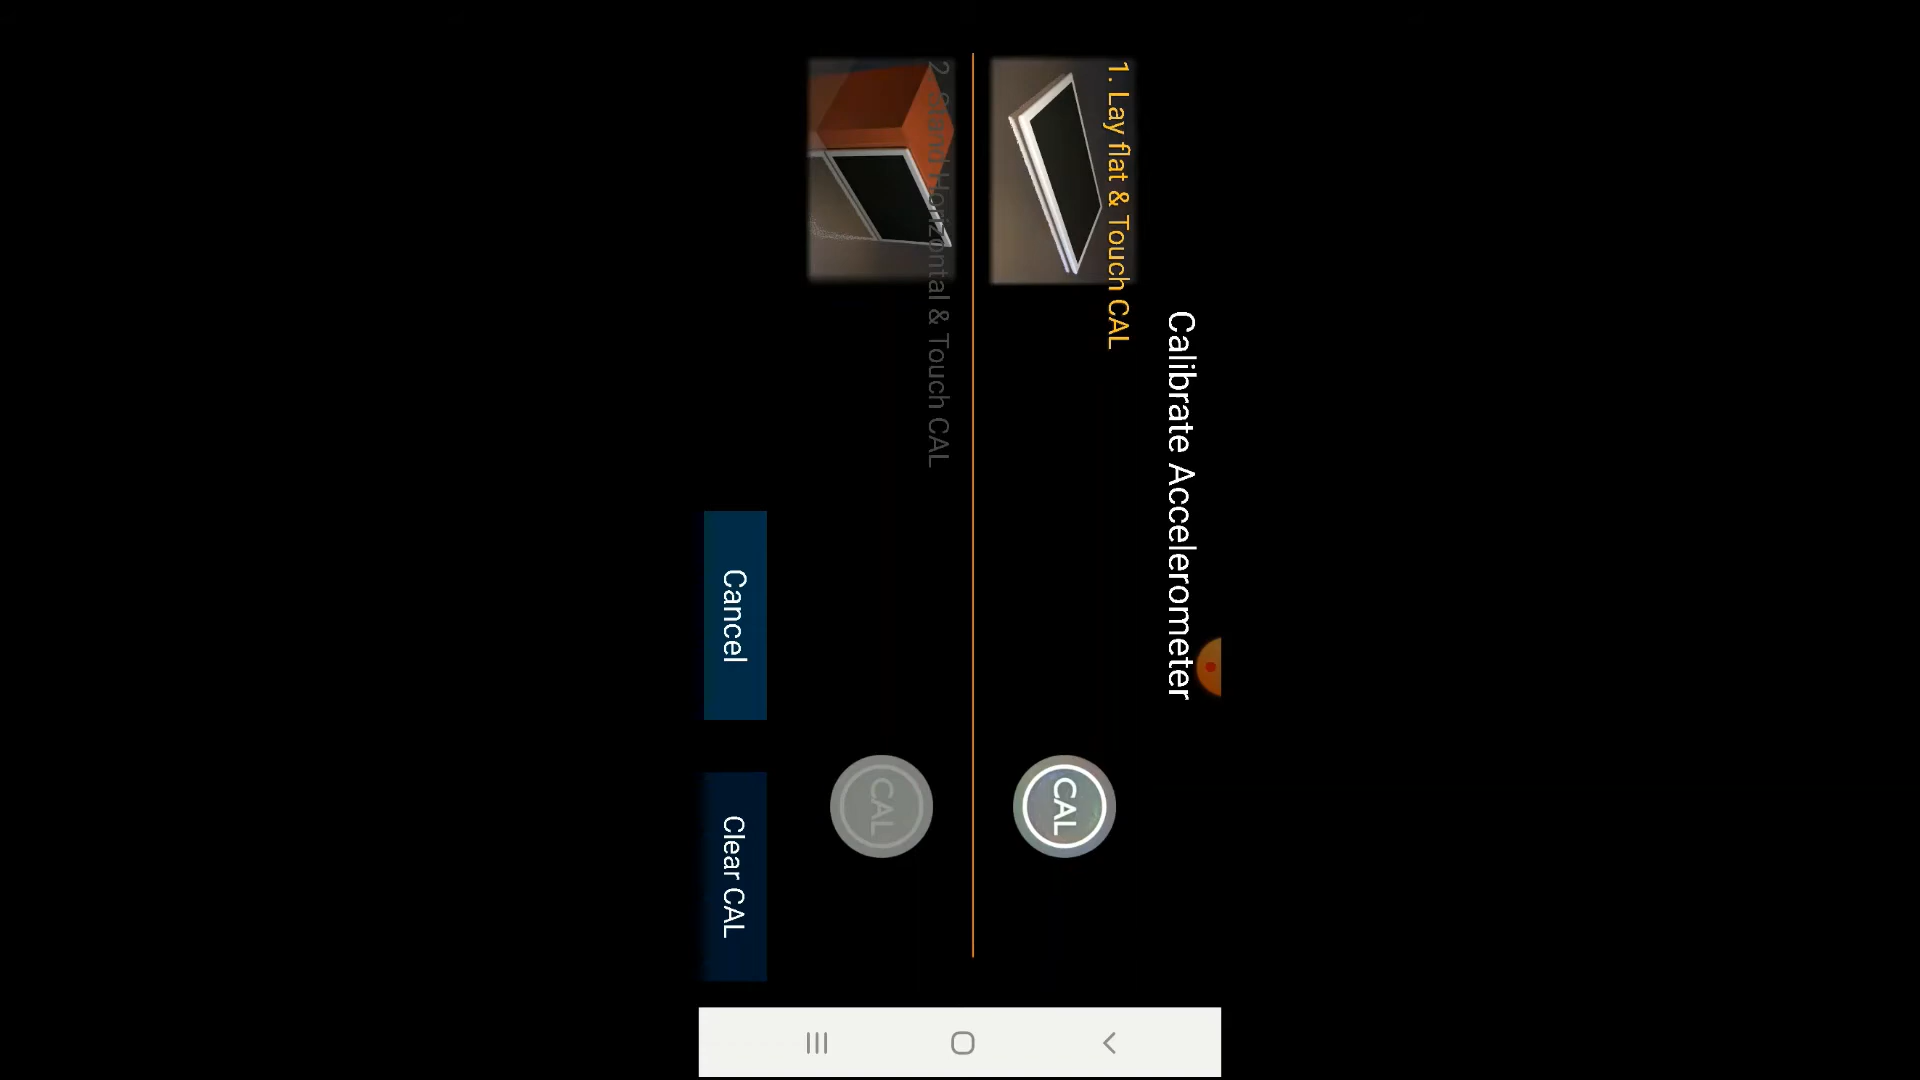 Calibrate Accelerometer
1. Lay flat & Touch CAL
CAL
2. Stand Horizontal & Touch CAL
CAL
Cancel
Clear CAL